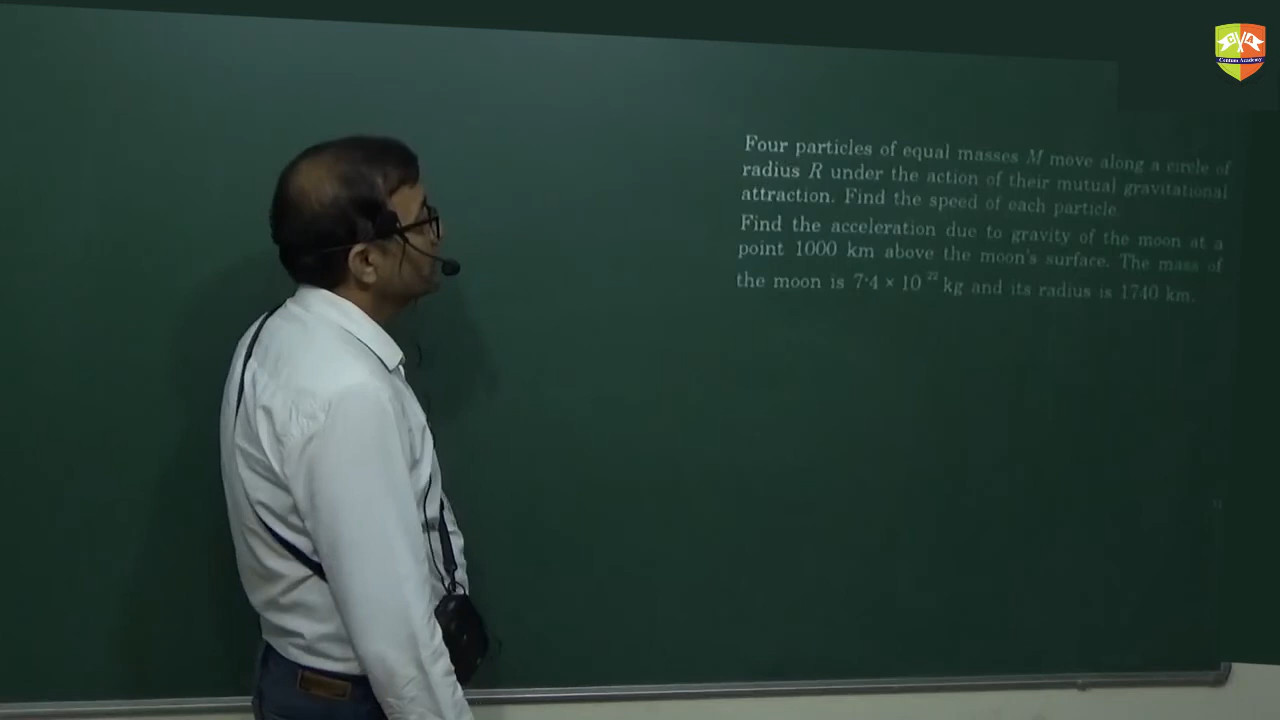 C A
Centum Academy
Four particles of equal masses M move along a circle of
radius R under the action of their mutual gravitational
attraction. Find the speed of each particle
Find the acceleration due to gravity of the moon at a
point 1000 km above the moon's surface. The mass of
the moon is 7·4 × 10²² kg and its radius is 1740 km.